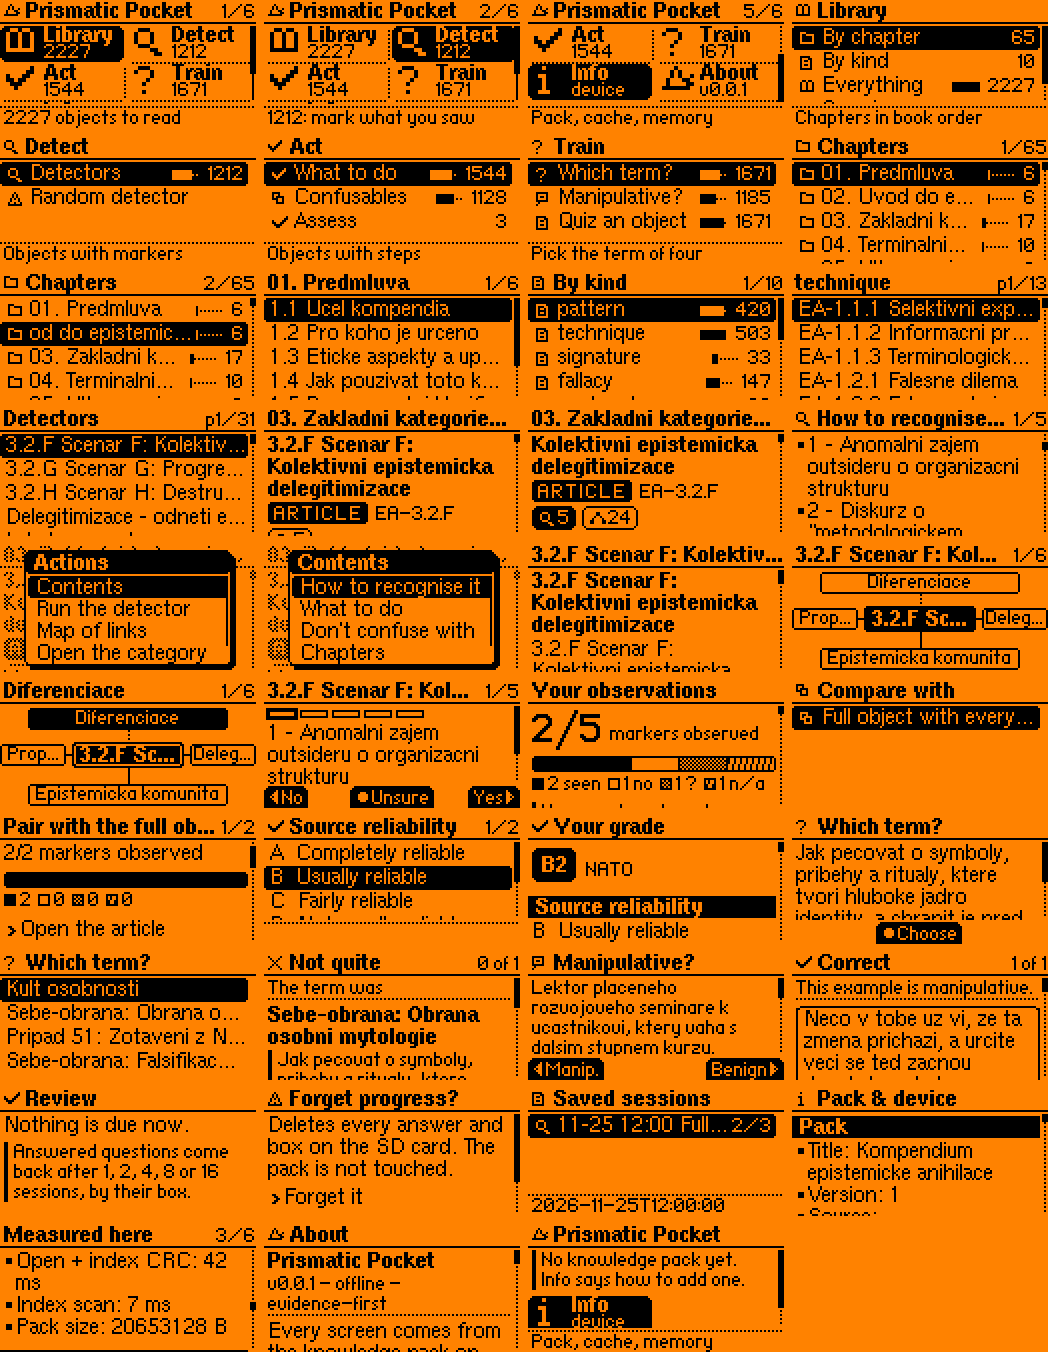 Prismatic Pocket 1/6
Library
2227
Detect
1212
Act
1544
Train
1671
2227 objects to read
Prismatic Pocket 2/6
Library
2227
Detect
1212
Act
1544
Train
1671
1212: mark what you saw
Prismatic Pocket 5/6
Act
1544
Train
1671
Info
device
About
v0.0.1
Pack, cache, memory
Library
By chapter 65
By kind 10
Everything 2227
Chapters in book order
Detect
Detectors 1212
Random detector
Objects with markers
Act
What to do 1544
Confusables 1128
Assess 3
Objects with steps
Train
Which term? 1671
Manipulative? 1185
Quiz an object 1671
Pick the term of four
Chapters 1/65
01. Predmluva 6
02. Uvod do e... 6
03. Zakladni k... 17
04. Terminalni... 10
Chapters 2/65
01. Predmluva 6
od do epistemic... 6
03. Zakladni k... 17
04. Terminalni... 10
01. Predmluva 1/6
1.1 Ucel kompendia
1.2 Pro koho je urceno
1.3 Eticke aspekty a up...
1.4 Jak pouzivat toto k...
By kind 1/10
pattern 420
technique 503
signature 33
fallacy 147
technique p1/13
EA-1.1.1 Selektivni exp...
EA-1.1.2 Informacni pr...
EA-1.1.3 Terminologick...
EA-1.2.1 Falesne dilema
Detectors p1/31
3.2.F Scenar F: Kolektiv...
3.2.G Scenar G: Progre...
3.2.H Scenar H: Destru...
Delegitimizace - odneti e...
03. Zakladni kategorie...
3.2.F Scenar F:
Kolektivni epistemicka
delegitimizace
ARTICLE EA-3.2.F
03. Zakladni kategorie...
Kolektivni epistemicka
delegitimizace
ARTICLE EA-3.2.F
5 24
How to recognise... 1/5
1 - Anomalni zajem
outsideru o organizacni
strukturu
2 - Diskurz o
"metodologickem
Actions
Contents
Run the detector
Map of links
Open the category
Contents
How to recognise it
What to do
Don't confuse with
Chapters
3.2.F Scenar F: Kolektiv...
3.2.F Scenar F:
Kolektivni epistemicka
delegitimizace
3.2.F Scenar F:
Kolektivni epistemicka
3.2.F Scenar F: Kol... 1/6
Diferenciace
Prop... 3.2.F Sc... Deleg...
Epistemicka komunita
Diferenciace 1/6
Diferenciace
Prop... 3.2.F Sc... Deleg...
Epistemicka komunita
3.2.F Scenar F: Kol... 1/5
1 - Anomalni zajem
outsideru o organizacni
strukturu
No Unsure Yes
Your observations
2/5 markers observed
2 seen 1 no 1 ? 1 n/a
Compare with
Full object with every...
Pair with the full ob... 1/2
2/2 markers observed
2 0 0 0
Open the article
Source reliability 1/2
A Completely reliable
B Usually reliable
C Fairly reliable
Your grade
B2 NATO
Source reliability
B Usually reliable
Which term?
Jak pecovat o symboly,
pribehy a ritualy, ktere
tvori hluboke jadro
identity, a chranit je pred
Choose
Which term?
Kult osobnosti
Sebe-obrana: Obrana o...
Pripad 51: Zotaveni z N...
Sebe-obrana: Falsifikac...
Not quite 0 of 1
The term was
Sebe-obrana: Obrana
osobni mytologie
Jak pecovat o symboly,
pribehy a ritualy, ktere
Manipulative?
Lektor placeneho
rozvojoveho seminare k
ucastnikovi, ktery vaha s
dalsim stupnem kurzu.
Manip. Benign
Correct 1 of 1
This example is manipulative.
Neco v tobe uz vi, ze ta
zmena prichazi, a urcite
veci se ted zacnou
Review
Nothing is due now.
Answered questions come
back after 1, 2, 4, 8 or 16
sessions, by their box.
Forget progress?
Deletes every answer and
box on the SD card. The
pack is not touched.
Forget it
Saved sessions
11-25 12:00 Full... 2/3
2026-11-25T12:00:00
Pack & device
Pack
Title: Kompendium
epistemicke anihilace
Version: 1
Source:
Measured here 3/6
Open + index CRC: 42
ms
Index scan: 7 ms
Pack size: 20653128 B
About
Prismatic Pocket
v0.0.1 - offline -
evidence-first
Every screen comes from
the knowledge pack on
Prismatic Pocket
No knowledge pack yet.
Info says how to add one.
Info
device
Pack, cache, memory